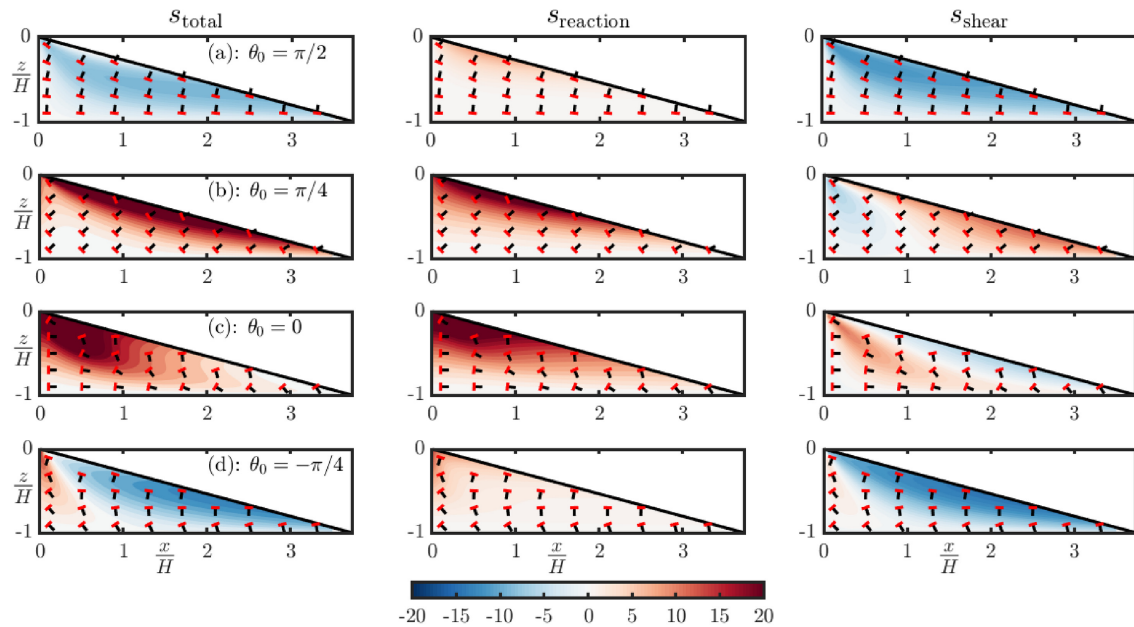 s_total s_reaction s_shear
(a): θ₀ = π/2
z/H
0
-1
0 1 2 3
0
-1
0 1 2 3
0
-1
0 1 2 3
(b): θ₀ = π/4
z/H
0
-1
0 1 2 3
0
-1
0 1 2 3
0
-1
0 1 2 3
(c): θ₀ = 0
z/H
0
-1
0 1 2 3
0
-1
0 1 2 3
0
-1
0 1 2 3
(d): θ₀ = −π/4
z/H
0
-1
0 1 2 3
x/H
0
-1
0 1 2 3
x/H
0
-1
0 1 2 3
x/H
-20 -15 -10 -5 0 5 10 15 20